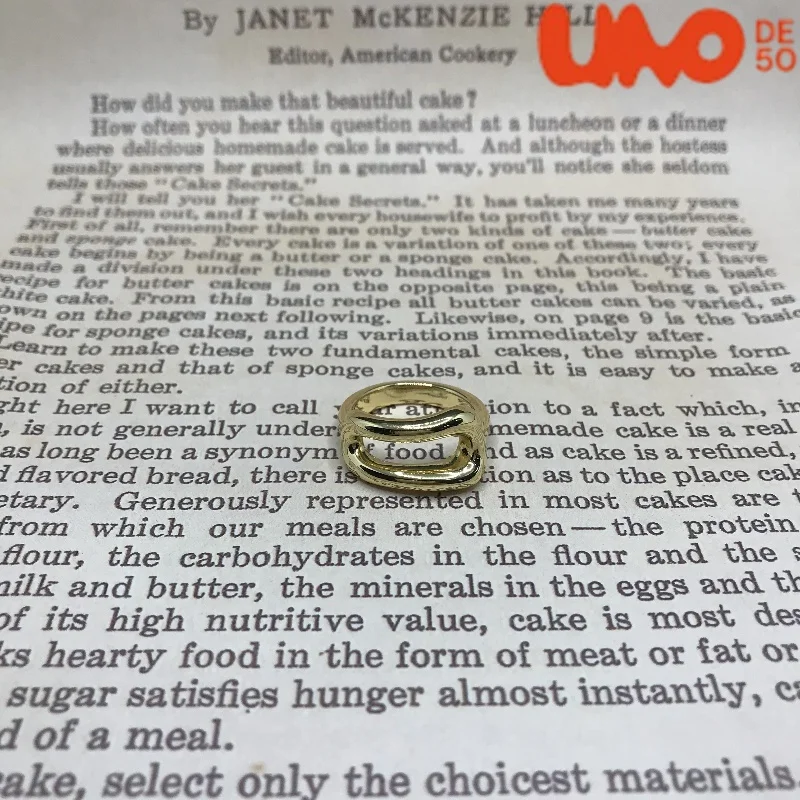 By JANET McKENZIE H LL
UNO DE 50
Editor, American Cookery
How did you make that beautiful cake?
How often you hear this question asked at a luncheon or a dinner
where delicious homemade cake is served. And although the hostess
usually answers her guest in a general way, you'll notice she seldom
tells those "Cake Secrets."
I will tell you her "Cake Secrets." It has taken me many years
to find them out, and I wish every housewife to profit by my experience.
First of all, remember there are only two kinds of cake — butter cake
and sponge cake. Every cake is a variation of one of these two; every
cake begins by being a butter or a sponge cake. Accordingly, I have
made a division under these two headings in this book. The basic
ecipe for butter cakes is on the opposite page, this being a plain
hite cake. From this basic recipe all butter cakes can be varied, as
own on the pages next following. Likewise, on page 9 is the basic
ipe for sponge cakes, and its variations immediately after.
Learn to make these two fundamental cakes, the simple form
er cakes and that of sponge cakes, and it is easy to make a
tion of either.
ght here I want to call y ur att ion to a fact which, in
, is not generally under memade cake is a real
as long been a synonym f food, nd as cake is a refined,
d flavored bread, there is tion as to the place cak
etary. Generously represented in most cakes are t
from which our meals are chosen — the protein
flour, the carbohydrates in the flour and the s
nilk and butter, the minerals in the eggs and th
of its high nutritive value, cake is most des
ks hearty food in the form of meat or fat or
sugar satisfies hunger almost instantly, ca
d of a meal.
cake, select only the choicest materials.